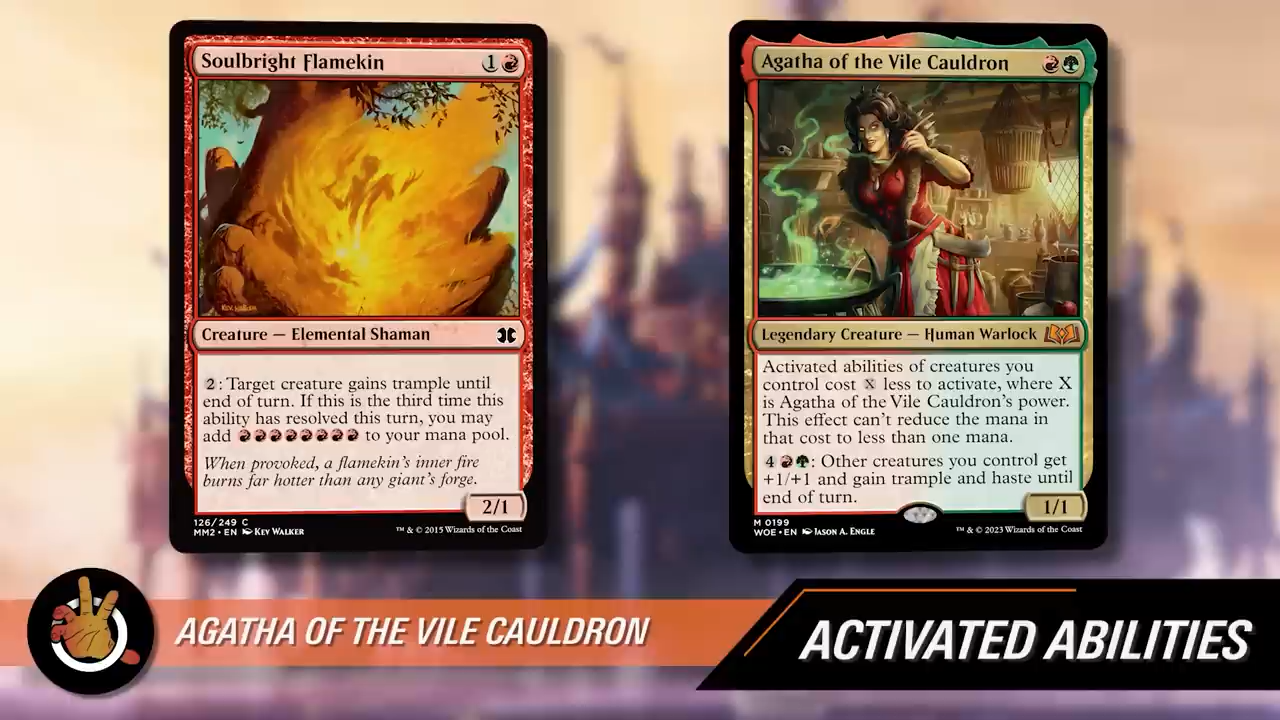 Soulbright Flamekin 1
KEV WALKER
Creature — Elemental Shaman
2: Target creature gains trample until
end of turn. If this is the third time this
ability has resolved this turn, you may
add to your mana pool.
When provoked, a flamekin's inner fire
burns far hotter than any giant's forge.
2/1
126/249 C
MM2 • EN KEV WALKER
™ & © 2015 Wizards of the Coast
Agatha of the Vile Cauldron
Legendary Creature — Human Warlock
Activated abilities of creatures you
control cost X less to activate, where X
is Agatha of the Vile Cauldron's power.
This effect can't reduce the mana in
that cost to less than one mana.
4: Other creatures you control get
+1/+1 and gain trample and haste until
end of turn.
1/1
M 0199
WOE • EN JASON A. ENGLE
™ & © 2023 Wizards of the Coast
AGATHA OF THE VILE CAULDRON
ACTIVATED ABILITIES